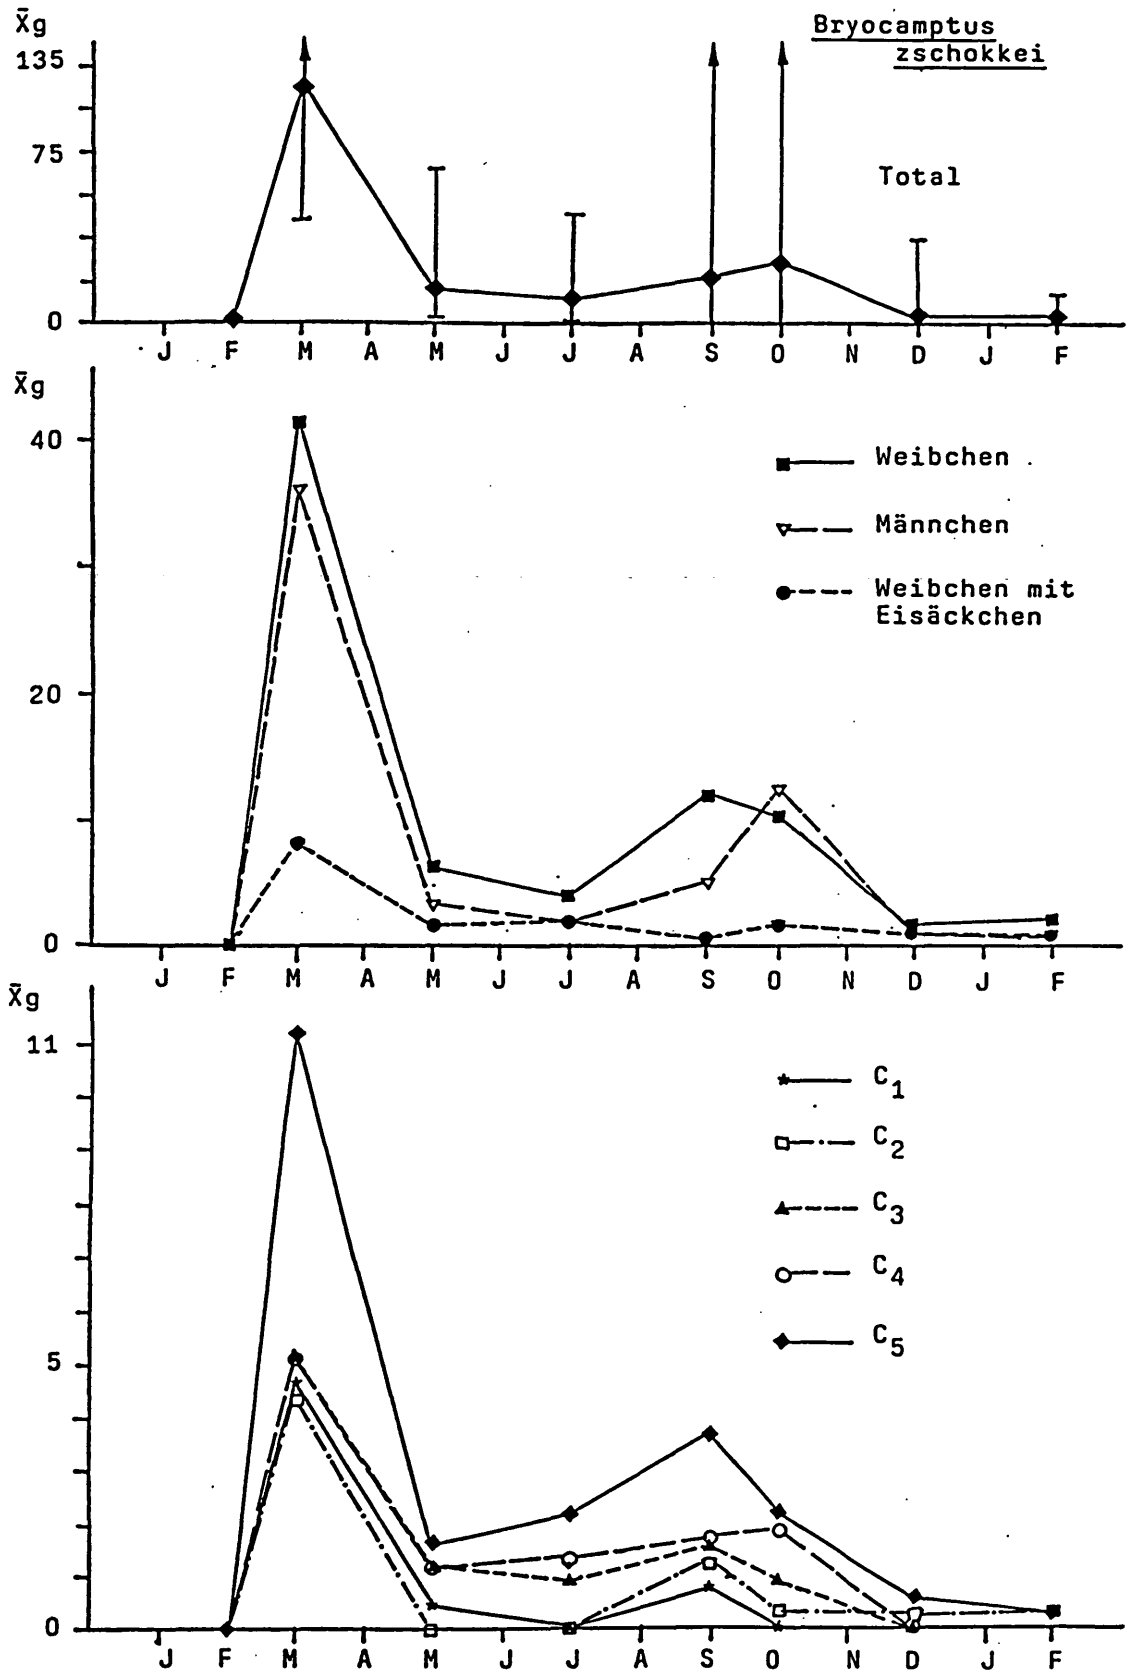 X̄g
Bryocamptus
zschokkei
135
75
Total
0
J F M A M J J A S O N D J F
X̄g
40
Weibchen
Männchen
Weibchen mit
Eisäckchen
20
0
J F M A M J J A S O N D J F
X̄g
11
C1
C2
C3
C4
5
C5
0
J F M A M J J A S O N D J F